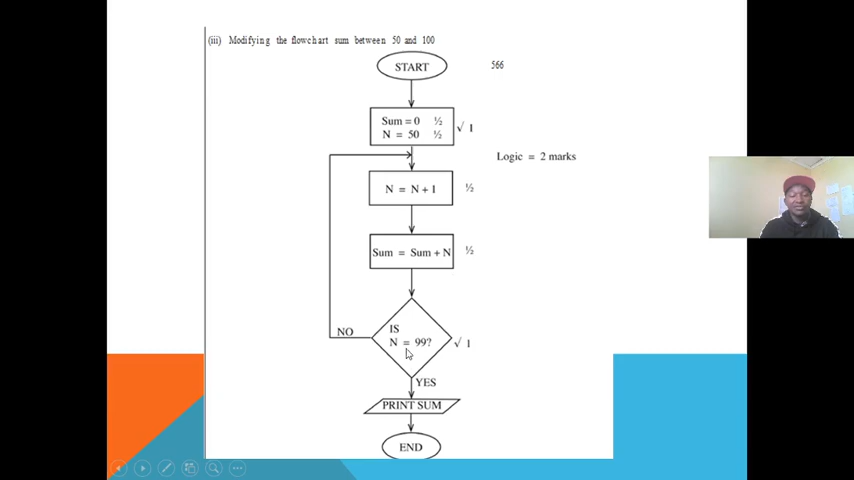 (iii) Modifying the flowchart sum between 50 and 100
START
566
Sum = 0 ½
N = 50 ½
√ 1
Logic = 2 marks
N = N + 1
½
Sum = Sum + N
½
IS
N = 99?
√ 1
NO
YES
PRINT SUM
END